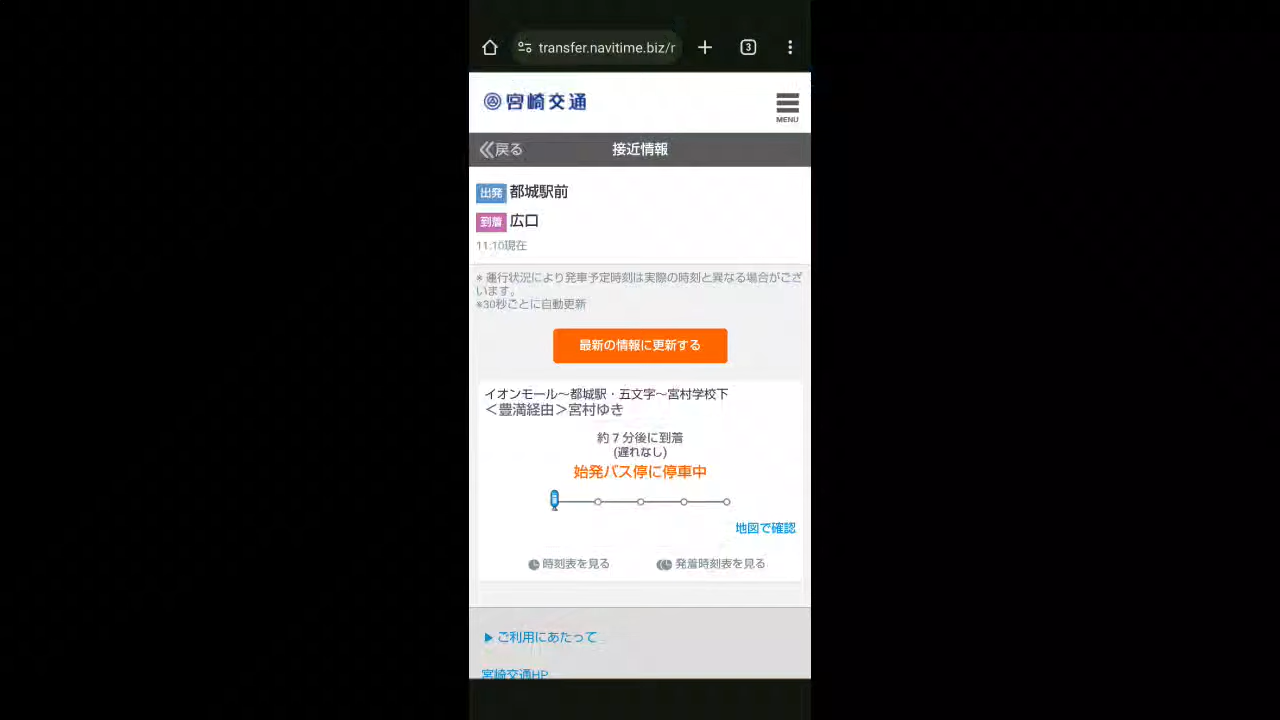 transfer.navitime.biz/r
3
宮崎交通
MENU
戻る
接近情報
出発 都城駅前
到着 広口
11:10現在
* 運行状況により発車予定時刻は実際の時刻と異なる場合がござ
います。
*30秒ごとに自動更新
最新の情報に更新する
イオンモール〜都城駅・五文字〜宮村学校下
＜豊満経由＞宮村ゆき
約７分後に到着
(遅れなし)
始発バス停に停車中
地図で確認
時刻表を見る
発着時刻表を見る
▶ご利用にあたって
宮崎交通HP